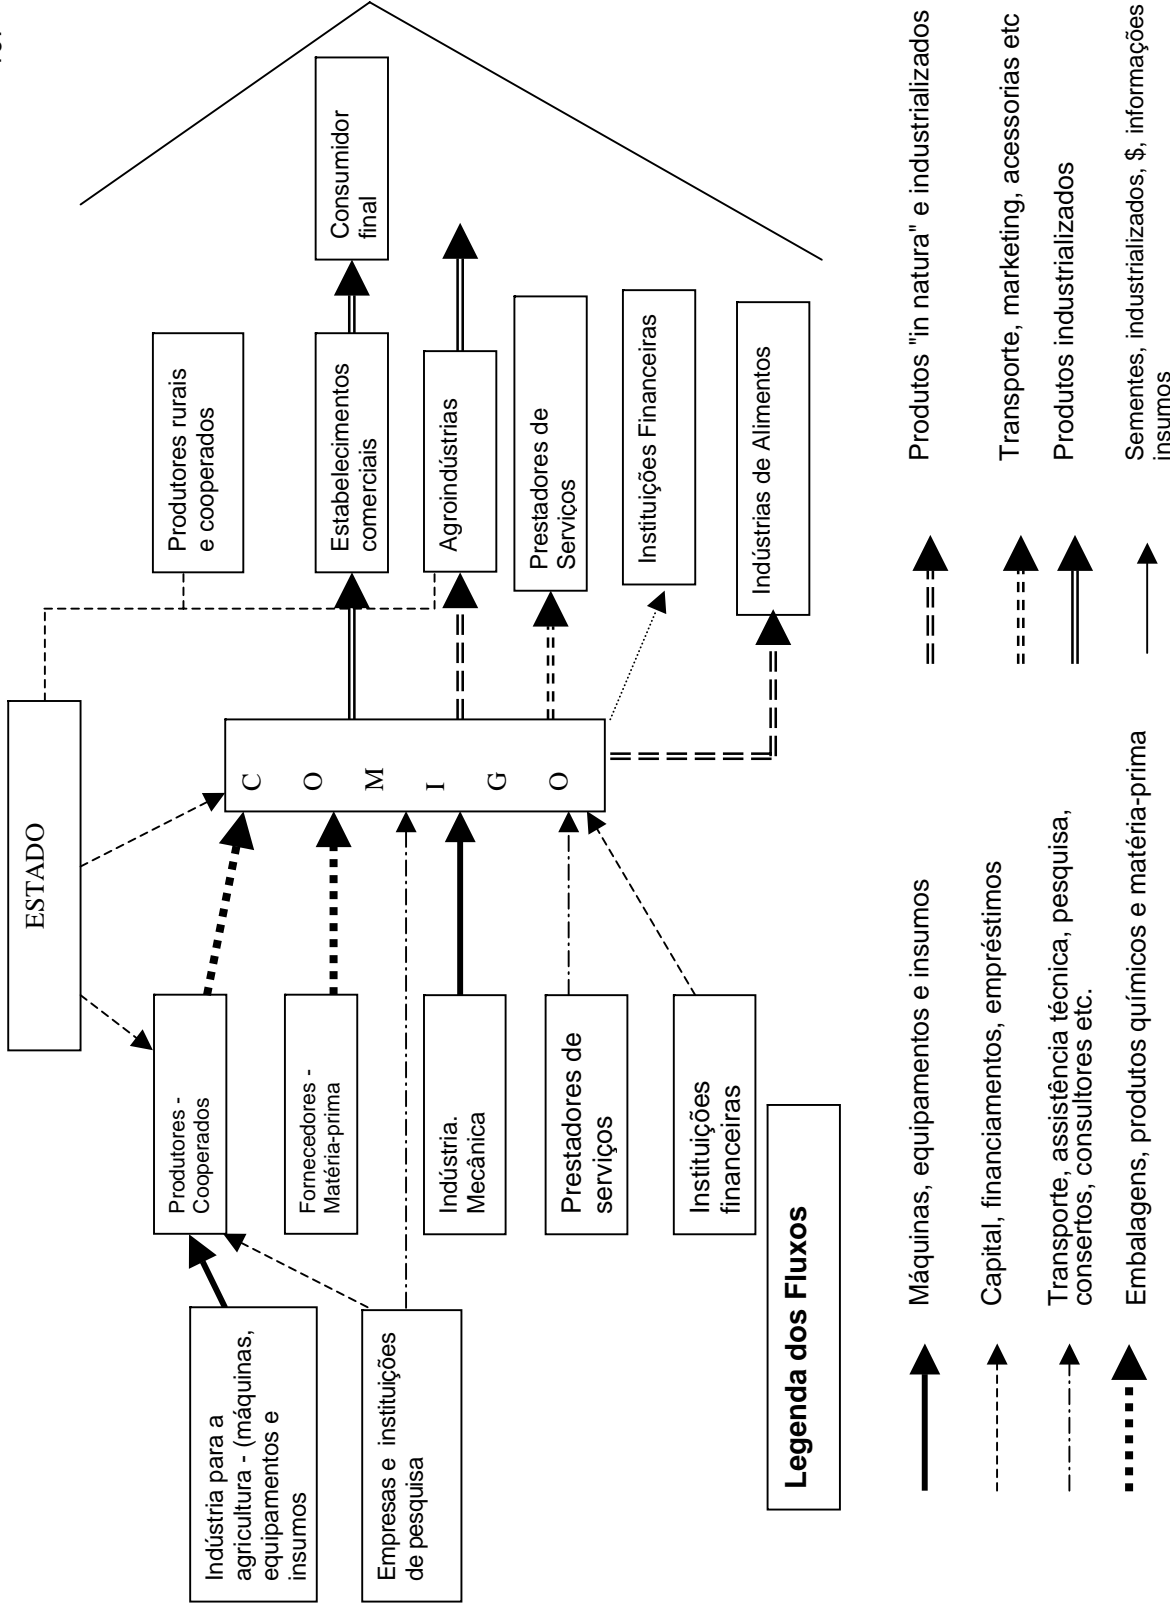 ESTADO
Indústria para a
agricultura - (máquinas,
equipamentos e
insumos
Empresas e instituições
de pesquisa
Produtores -
Cooperados
Fornecedores -
Matéria-prima
Indústria.
Mecânica
Prestadores de
serviços
Instituições
financeiras
C
O
M
I
G
O
Produtores rurais
e cooperados
Estabelecimentos
comerciais
Agroindústrias
Prestadores de
Serviços
Instituições Financeiras
Indústrias de Alimentos
Consumidor
final
Legenda dos Fluxos
Máquinas, equipamentos e insumos
Capital, financiamentos, empréstimos
Transporte, assistência técnica, pesquisa,
consertos, consultores etc.
Embalagens, produtos químicos e matéria-prima
Produtos "in natura" e industrializados
Transporte, marketing, acessorias etc
Produtos industrializados
Sementes, industrializados, $, informações
insumos